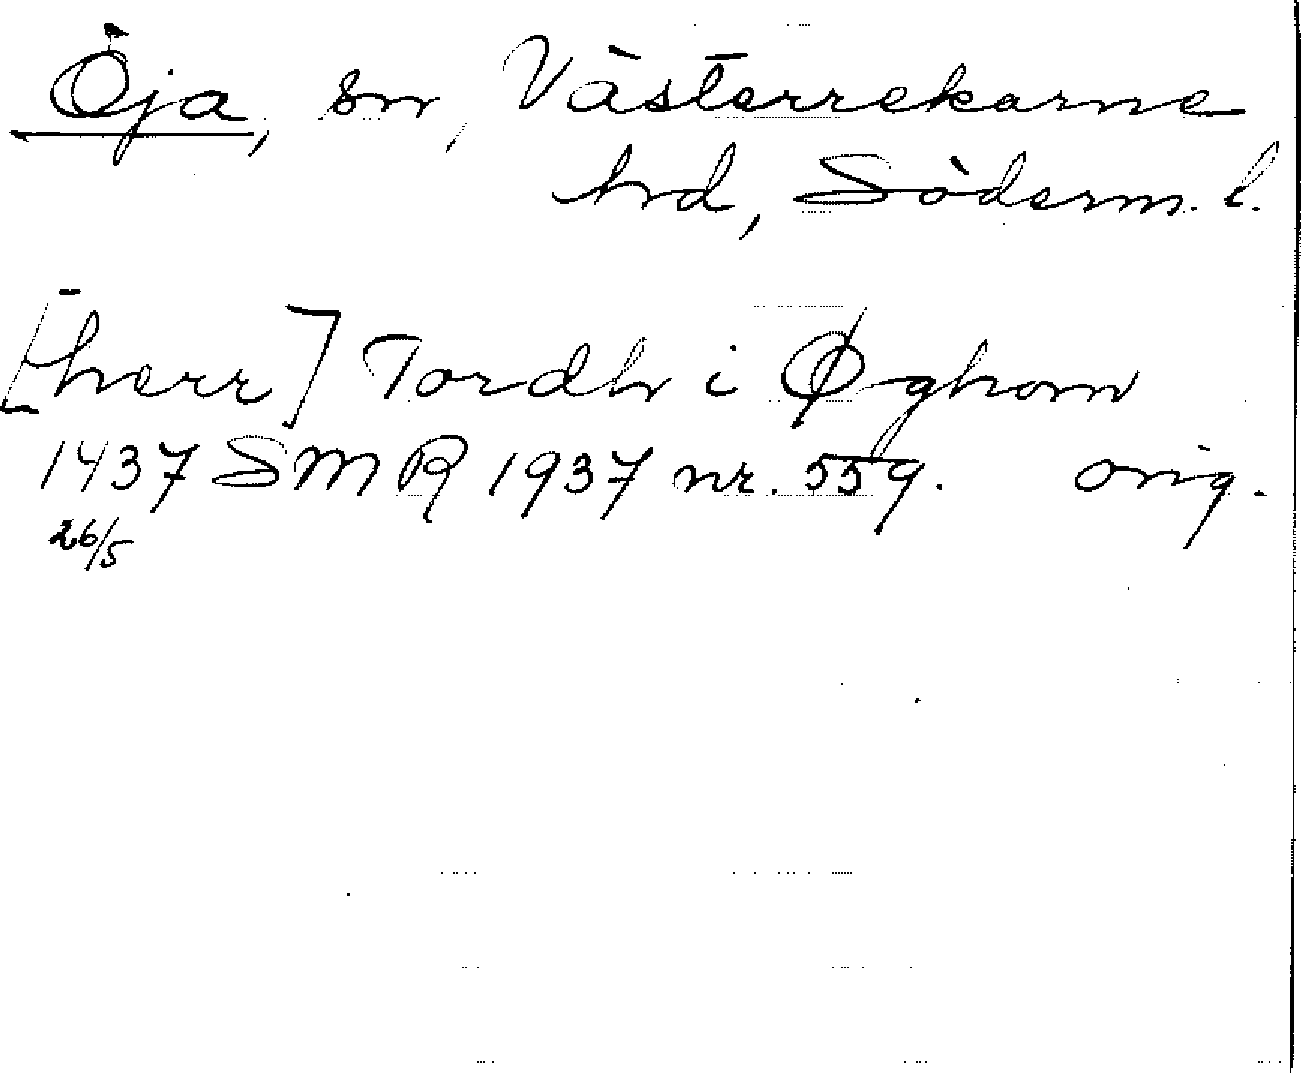 Öja, sn, Västerrekarne
hd, Söderm. l.
[herr] Tordh i Øghom
1437 SMR 1937 nr. 559. orig.
26/5